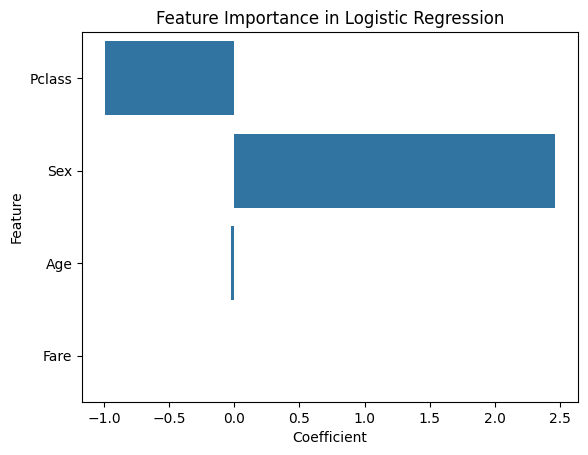 Feature Importance in Logistic Regression
Pclass
Sex
Age
Fare
Feature
−1.0 −0.5 0.0 0.5 1.0 1.5 2.0 2.5
Coefficient